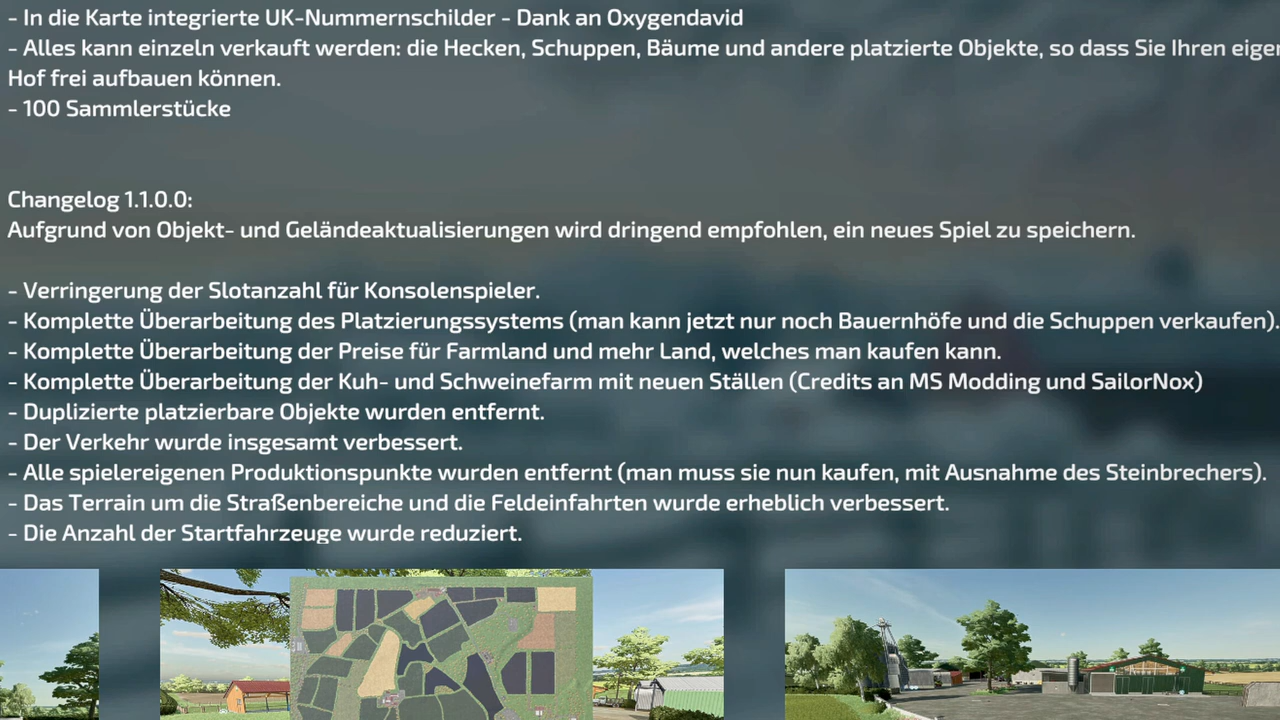 - In die Karte integrierte UK-Nummernschilder - Dank an Oxygendavid
- Alles kann einzeln verkauft werden: die Hecken, Schuppen, Bäume und andere platzierte Objekte, so dass Sie Ihren
Hof frei aufbauen können.
- 100 Sammlerstücke
Changelog 1.1.0.0:
Aufgrund von Objekt- und Geländeaktualisierungen wird dringend empfohlen, ein neues Spiel zu speichern.
- Verringerung der Slotanzahl für Konsolenspieler.
- Komplette Überarbeitung des Platzierungssystems (man kann jetzt nur noch Bauernhöfe und die Schuppen verkaufen).
- Komplette Überarbeitung der Preise für Farmland und mehr Land, welches man kaufen kann.
- Komplette Überarbeitung der Kuh- und Schweinefarm mit neuen Ställen (Credits an MS Modding und SailorNox)
- Duplizierte platzierbare Objekte wurden entfernt.
- Der Verkehr wurde insgesamt verbessert.
- Alle spielereigenen Produktionspunkte wurden entfernt (man muss sie nun kaufen, mit Ausnahme des Steinbrechers).
- Das Terrain um die Straßenbereiche und die Feldeinfahrten wurde erheblich verbessert.
- Die Anzahl der Startfahrzeuge wurde reduziert.